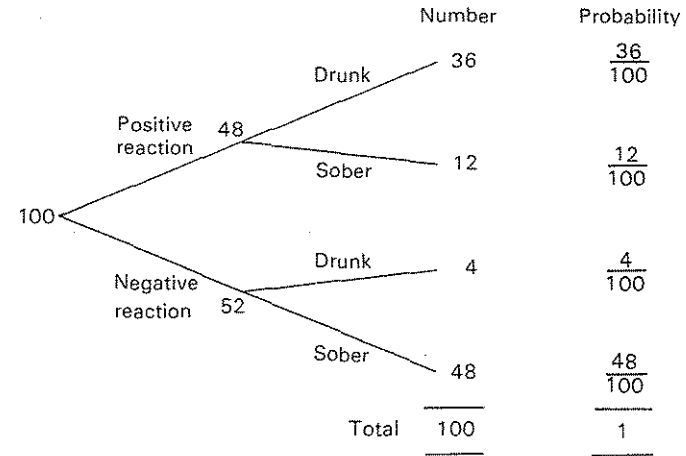 Number Probability
Drunk 36 36/100
Positive 48
reaction
Sober 12 12/100
100
Drunk 4 4/100
Negative
reaction 52
Sober 48 48/100
Total 100 1